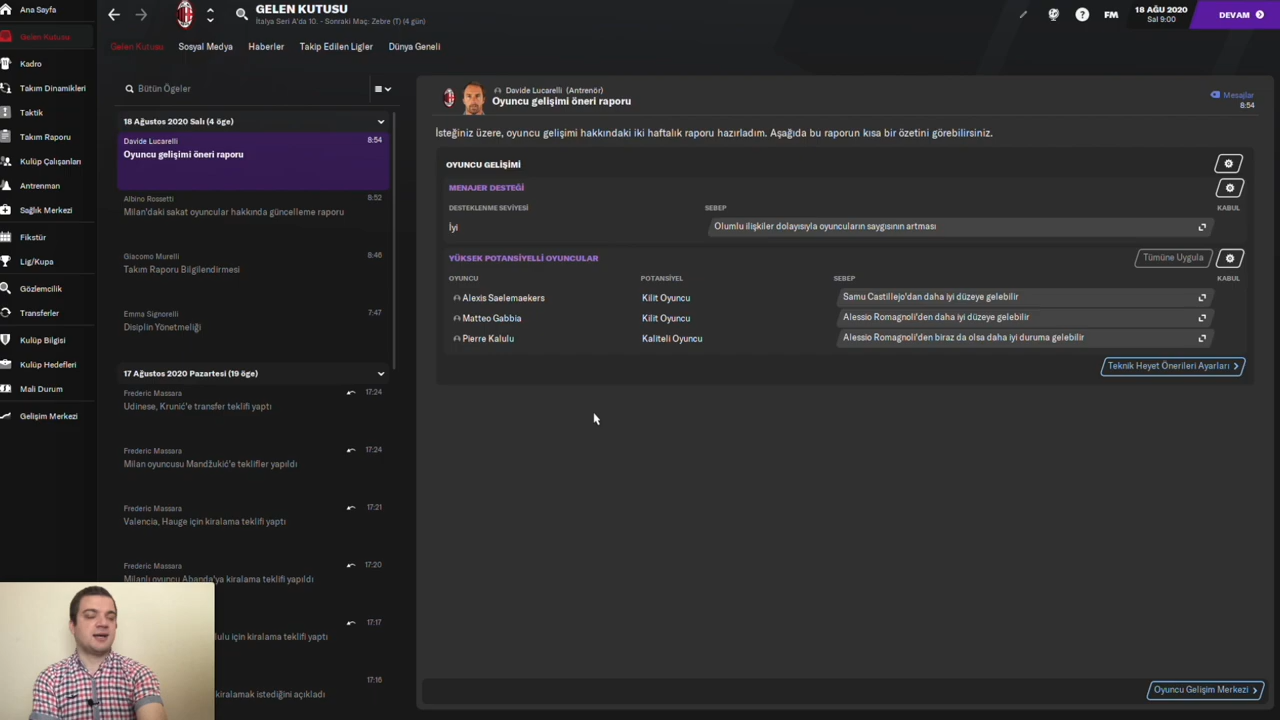 Ana Sayfa
Gelen Kutusu
Kadro
Takım Dinamikleri
Taktik
Takım Raporu
Kulüp Çalışanları
Antrenman
Sağlık Merkezi
Fikstür
Lig/Kupa
Gözlemcilik
Transferler
Kulüp Bilgisi
Kulüp Hedefleri
Mali Durum
Gelişim Merkezi
GELEN KUTUSU
İtalya Seri A'da 10. - Sonraki Maç: Zebre (T) (4 gün)
FM
18 AĞU 2020
Sal 9:00
DEVAM
Gelen Kutusu
Sosyal Medya
Haberler
Takip Edilen Ligler
Dünya Geneli
Bütün Ögeler
18 Ağustos 2020 Salı (4 öge)
Davide Lucarelli 8:54
Oyuncu gelişimi öneri raporu
Albino Rossetti 8:52
Milan'daki sakat oyuncular hakkında güncelleme raporu
Giacomo Murelli 8:46
Takım Raporu Bilgilendirmesi
Emma Signorelli 7:47
Disiplin Yönetmeliği
17 Ağustos 2020 Pazartesi (19 öge)
Frederic Massara 17:24
Udinese, Krunić'e transfer teklifi yaptı
Frederic Massara 17:24
Milan oyuncusu Mandžukić'e teklifler yapıldı
Frederic Massara 17:21
Valencia, Hauge için kiralama teklifi yaptı
Frederic Massara 17:20
Milanlı oyuncu Abanda'ya kiralama teklifi yapıldı
17:17
lulu için kiralama teklifi yaptı
17:16
kiralamak istediğini açıkladı
Davide Lucarelli (Antrenör)
Oyuncu gelişimi öneri raporu
Mesajlar
8:54
İsteğiniz üzere, oyuncu gelişimi hakkındaki iki haftalık raporu hazırladım. Aşağıda bu raporun kısa bir özetini görebilirsiniz.
OYUNCU GELİŞİMİ
MENAJER DESTEĞİ
DESTEKLENME SEVİYESİ SEBEP KABUL
İyi Olumlu ilişkiler dolayısıyla oyuncuların saygısının artması
YÜKSEK POTANSİYELLİ OYUNCULAR Tümüne Uygula
OYUNCU POTANSİYEL SEBEP KABUL
Alexis Saelemaekers Kilit Oyuncu Samu Castillejo'dan daha iyi düzeye gelebilir
Matteo Gabbia Kilit Oyuncu Alessio Romagnoli'den daha iyi düzeye gelebilir
Pierre Kalulu Kaliteli Oyuncu Alessio Romagnoli'den biraz da olsa daha iyi duruma gelebilir
Teknik Heyet Önerileri Ayarları
Oyuncu Gelişim Merkezi